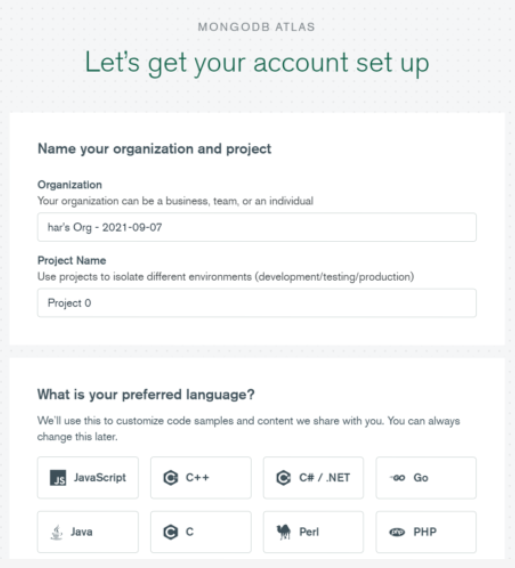 MONGODB ATLAS
Let's get your account set up
Name your organization and project
Organization
Your organization can be a business, team, or an individual
har's Org - 2021-09-07
Project Name
Use projects to isolate different environments (development/testing/production)
Project 0
What is your preferred language?
We'll use this to customize code samples and content we share with you. You can always
change this later.
JS JavaScript C++ C# / .NET GO Go
Java C Perl php PHP